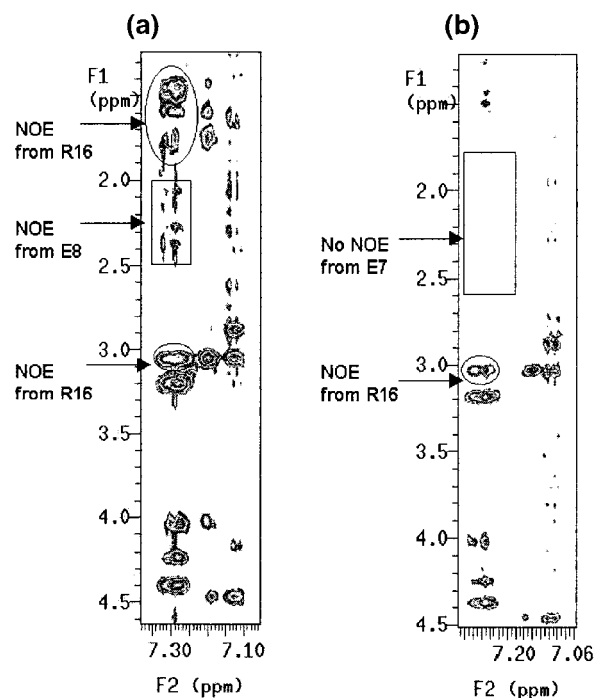 (a)
F1
(ppm)
NOE
from R16
2.0
NOE
from E8
2.5
3.0
NOE
from R16
3.5
4.0
4.5
7.30 7.10
F2 (ppm)
(b)
F1
(ppm)
2.0
No NOE
from E7
2.5
3.0
NOE
from R16
3.5
4.0
4.5
7.20 7.06
F2 (ppm)